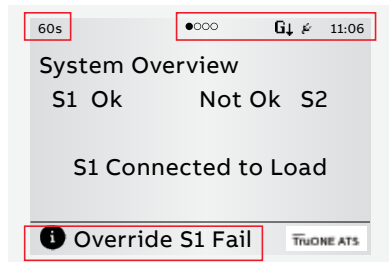 60s G↓ 11:06
System Overview
S1 Ok Not Ok S2
S1 Connected to Load
Override S1 Fail TruONE ATS